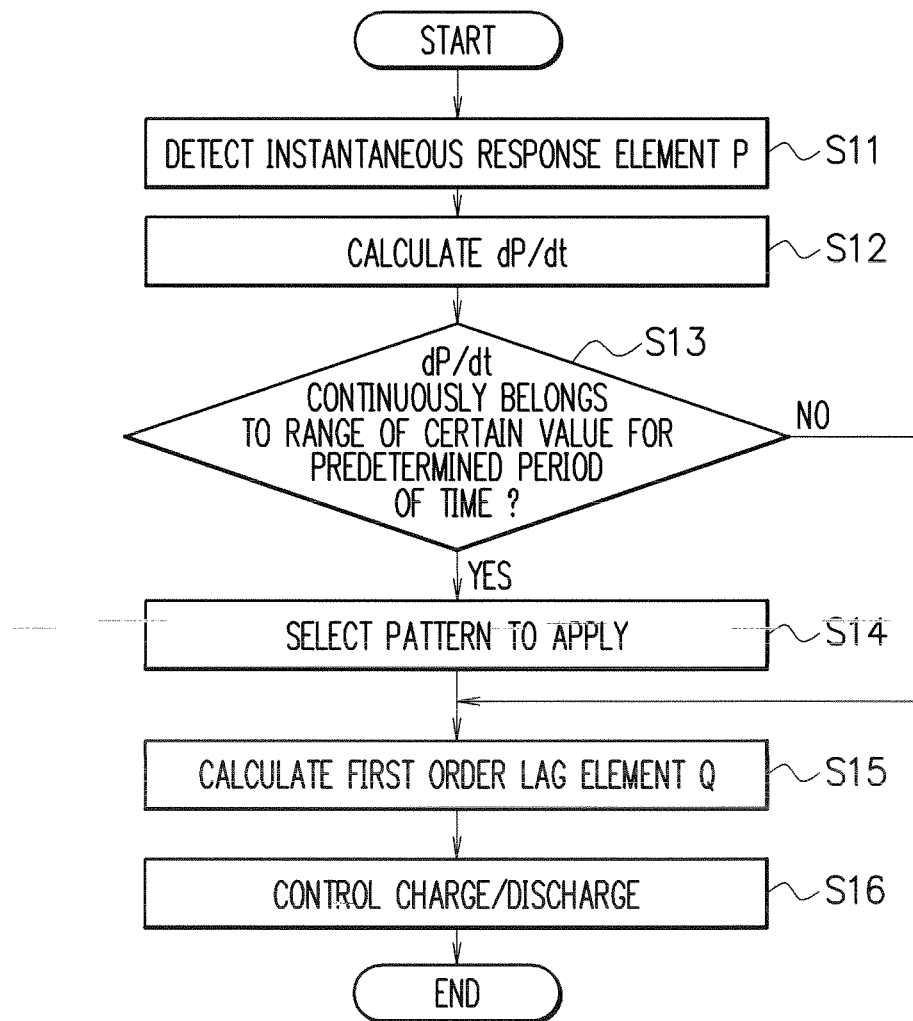 START
DETECT INSTANTANEOUS RESPONSE ELEMENT P
S11
CALCULATE dP/dt
S12
S13
dP/dt
CONTINUOUSLY BELONGS
TO RANGE OF CERTAIN VALUE FOR
PREDETERMINED PERIOD
OF TIME ?
NO
YES
SELECT PATTERN TO APPLY
S14
CALCULATE FIRST ORDER LAG ELEMENT Q
S15
CONTROL CHARGE/DISCHARGE
S16
END